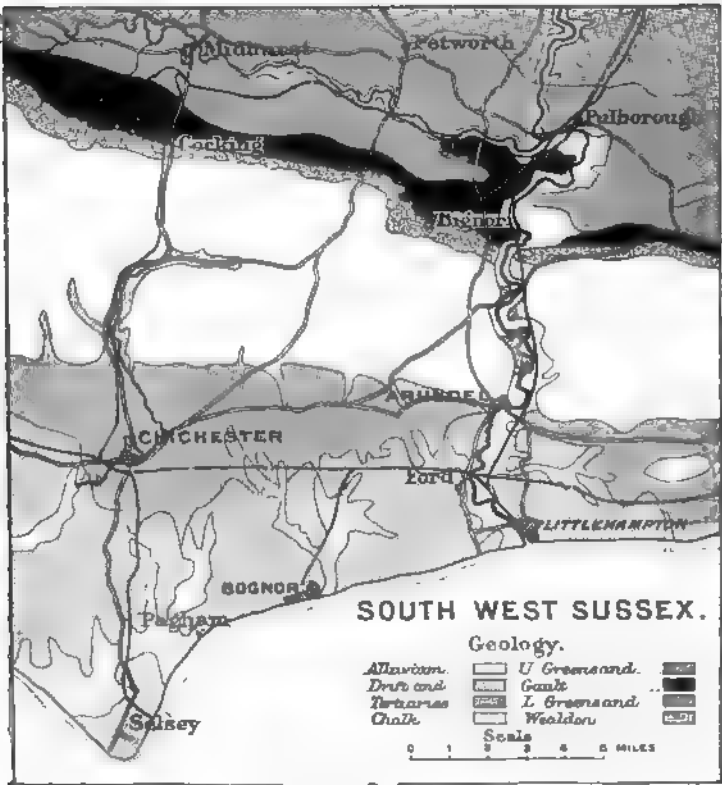 Midhurst
Petworth
Pulborough
Cocking
Bignor
ARUNDEL
CHICHESTER
Ford
LITTLEHAMPTON
BOGNOR
Pagham
Selsey
SOUTH WEST SUSSEX.
Geology.
Alluvium U Greensand
Drift and Gault
Tertiaries L Greensand
Chalk Wealden
Scale
0 1 2 3 4 5 MILES